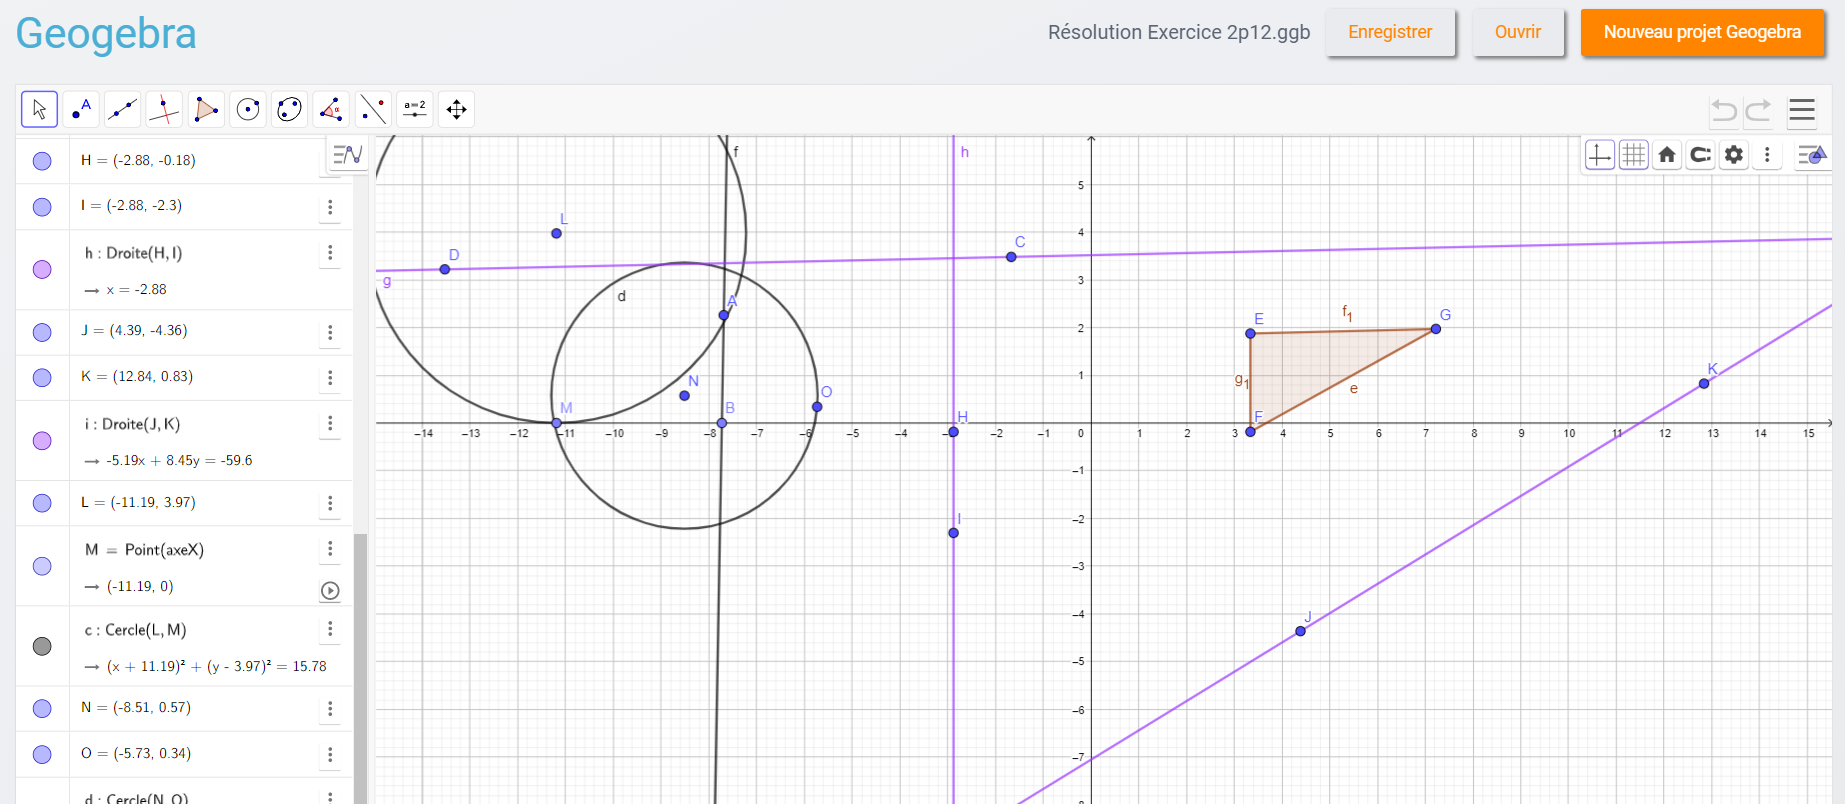 Geogebra
Résolution Exercice 2p12.ggb
Enregistrer
Ouvrir
Nouveau projet Geogebra
A
α
a=2
H = (-2.88, -0.18)
I = (-2.88, -2.3)
h : Droite(H, I)
→ x = -2.88
J = (4.39, -4.36)
K = (12.84, 0.83)
i : Droite(J, K)
→ -5.19x + 8.45y = -59.6
L = (-11.19, 3.97)
M = Point(axeX)
→ (-11.19, 0)
c : Cercle(L, M)
→ (x + 11.19)² + (y - 3.97)² = 15.78
N = (-8.51, 0.57)
O = (-5.73, 0.34)
d : Cercle(N, O)
f
h
5
L
4
C
D
g
3
d
A
E
f₁
G
2
1
N
g₁
e
K
O
M
B
H
F
−14 −13 −12 −11 −10 −9 −8 −7 −6 −5 −4 −2 −1 0 1 2 3 4 5 6 7 8 9 10 11 12 13 14 15
−1
I
−2
−3
−4
J
−5
−6
−7